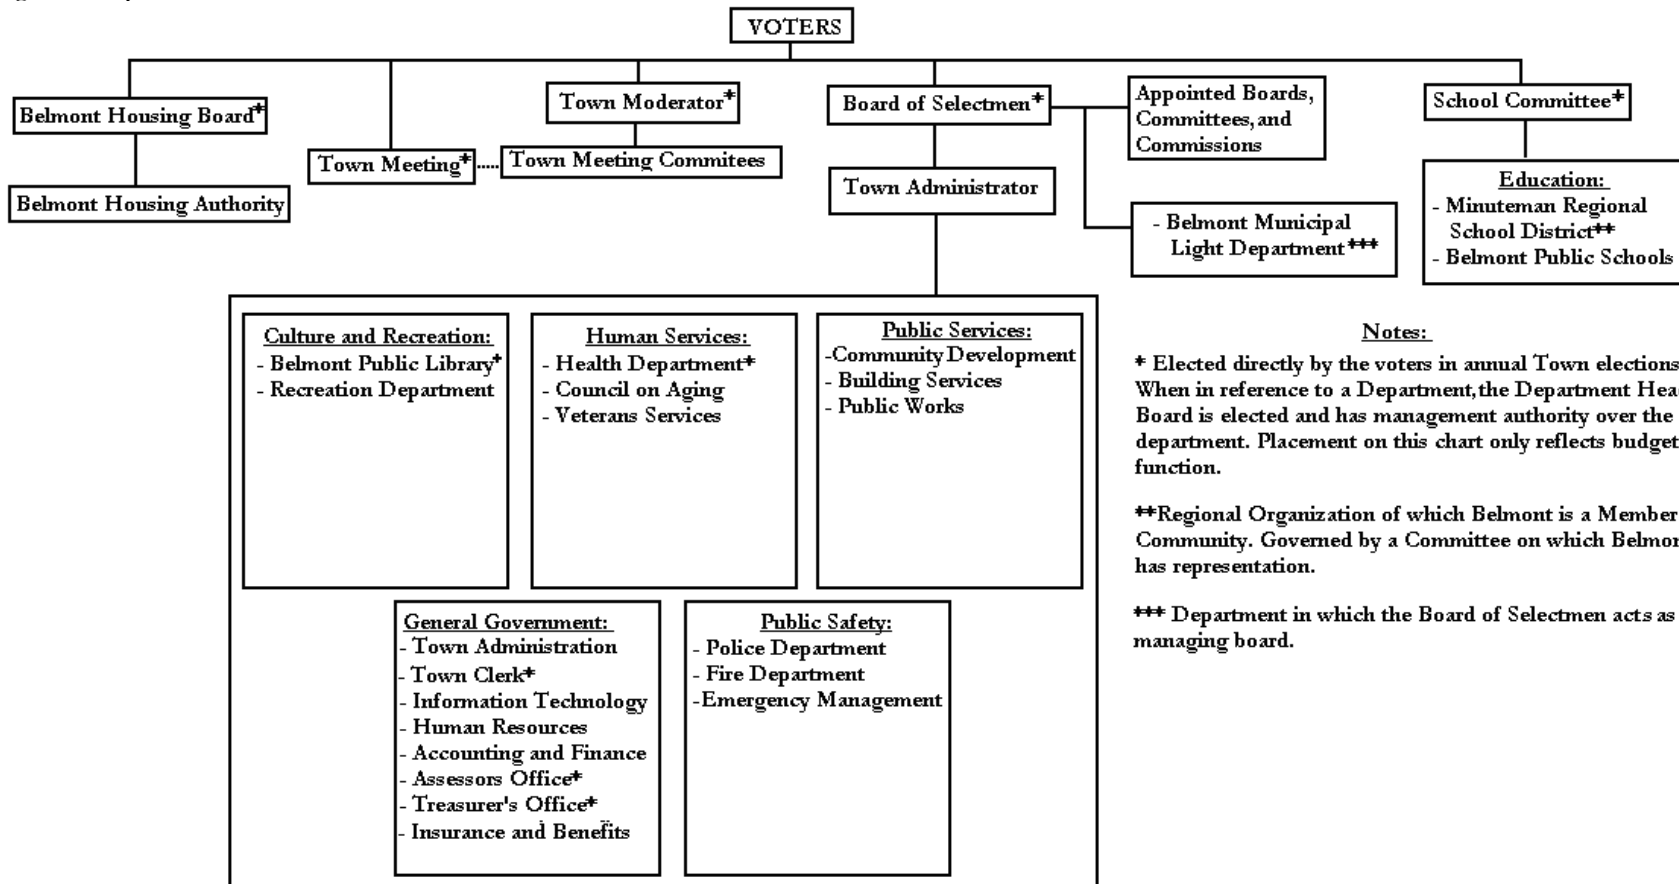 VOTERS
Belmont Housing Board*
Town Moderator*
Board of Selectmen*
Appointed Boards,
Committees, and
Commissions
School Committee*
Town Meeting*
.....
Town Meeting Commitees
Belmont Housing Authority
Town Administrator
- Belmont Municipal
Light Department***
Education:
- Minuteman Regional
School District**
- Belmont Public Schools
Culture and Recreation:
- Belmont Public Library*
- Recreation Department
Human Services:
- Health Department*
- Council on Aging
- Veterans Services
Public Services:
-Community Development
- Building Services
- Public Works
General Government:
- Town Administration
- Town Clerk*
- Information Technology
- Human Resources
- Accounting and Finance
- Assessors Office*
- Treasurer's Office*
- Insurance and Benefits
Public Safety:
- Police Department
- Fire Department
-Emergency Management
Notes:
* Elected directly by the voters in annual Town elections
When in reference to a Department, the Department
Board is elected and has management authority over the
department. Placement on this chart only reflects budget
function.
**Regional Organization of which Belmont is a Member
Community. Governed by a Committee on which
has representation.
*** Department in which the Board of Selectmen acts as
managing board.